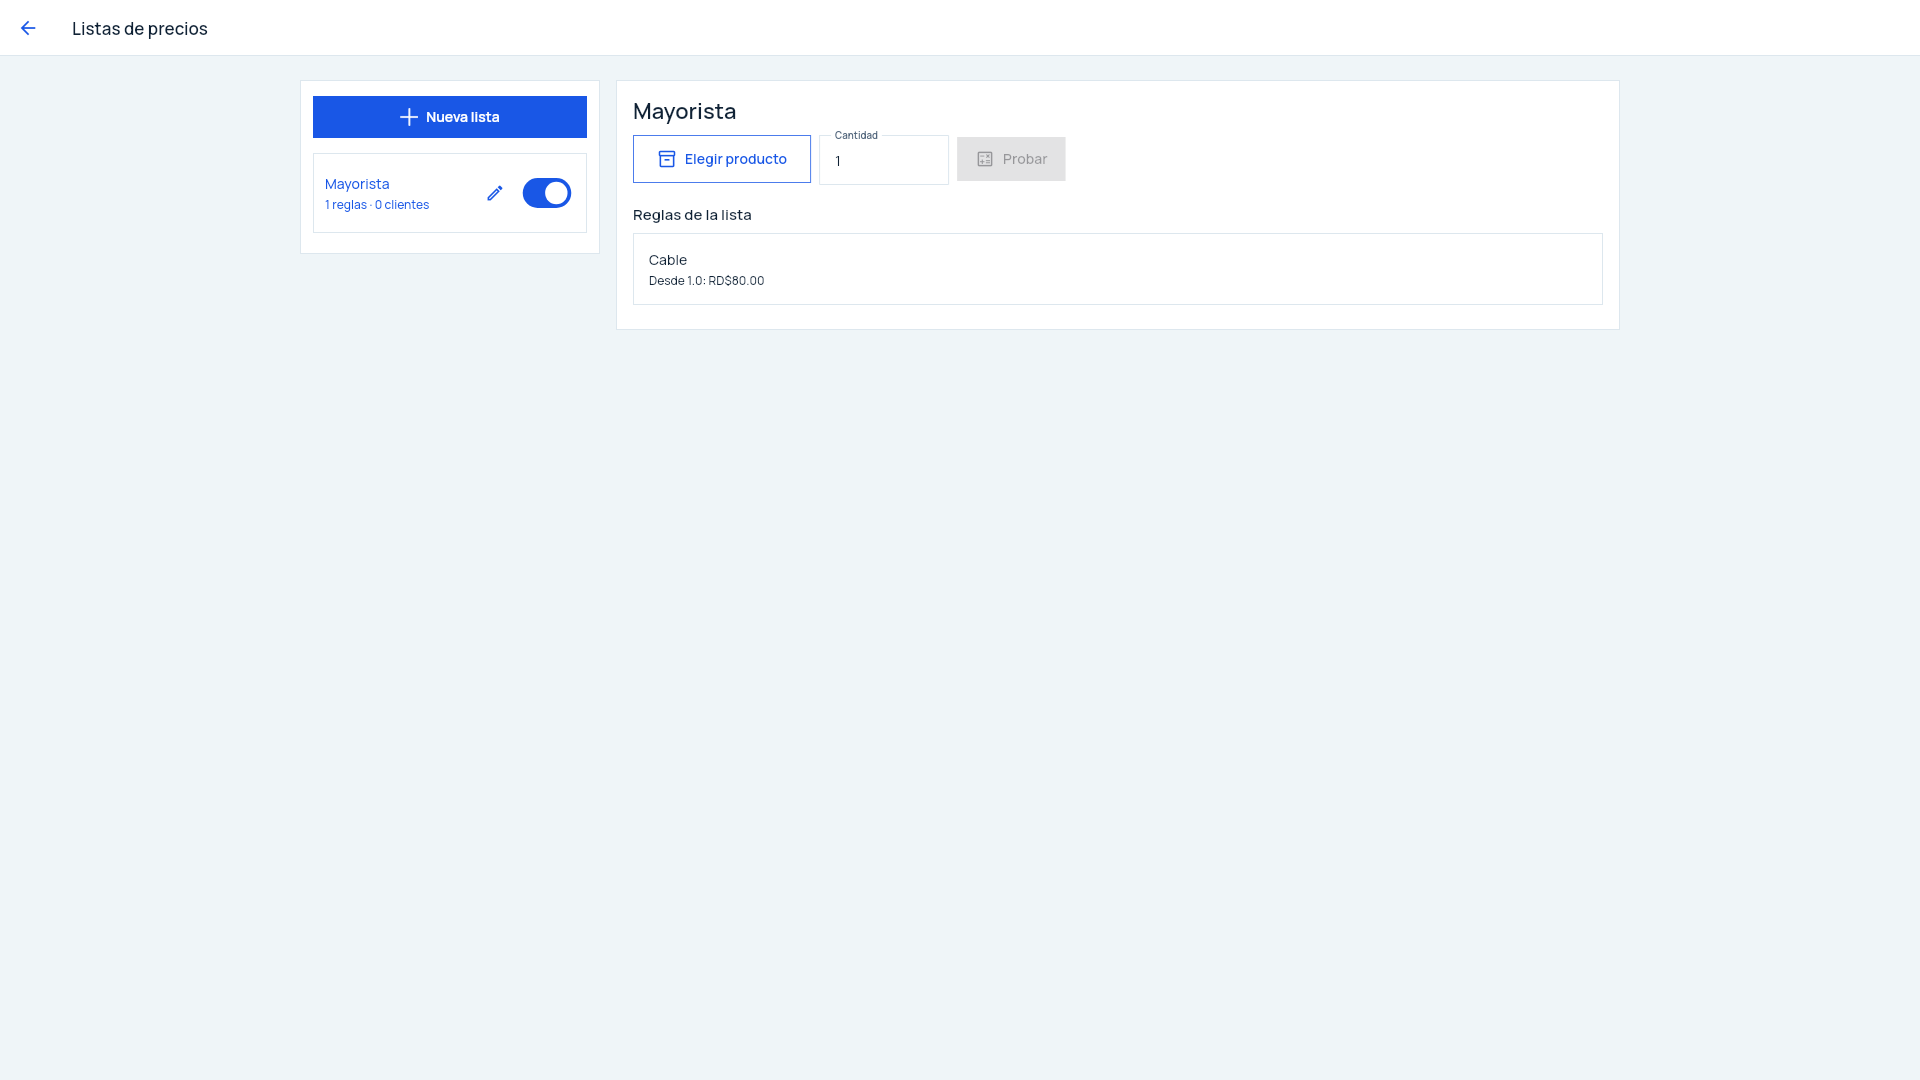 Listas de precios
Nueva lista
Mayorista
1 reglas · 0 clientes
Mayorista
Elegir producto
Cantidad
1
Probar
Reglas de la lista
Cable
Desde 1.0: RD$80.00